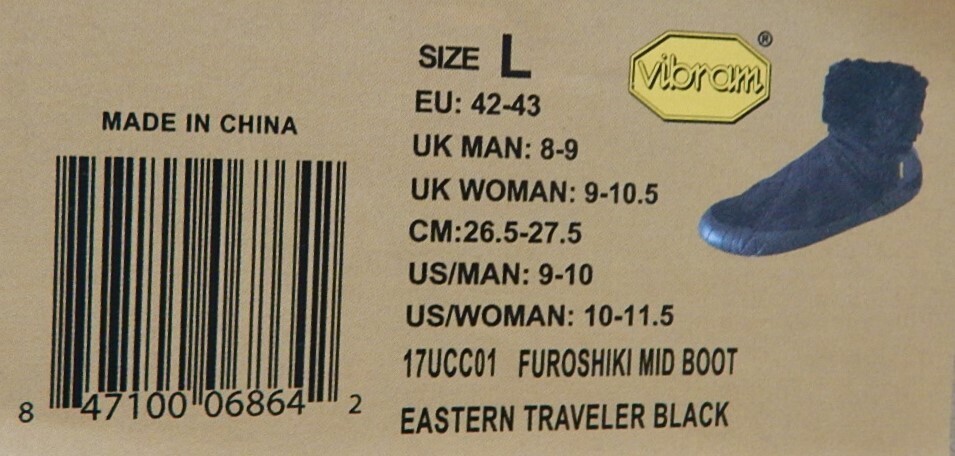 SIZE L
vibram®
EU: 42-43
MADE IN CHINA
UK MAN: 8-9
UK WOMAN: 9-10.5
CM:26.5-27.5
US/MAN: 9-10
US/WOMAN: 10-11.5
17UCC01 FUROSHIKI MID BOOT
8 47100 06864 2
EASTERN TRAVELER BLACK